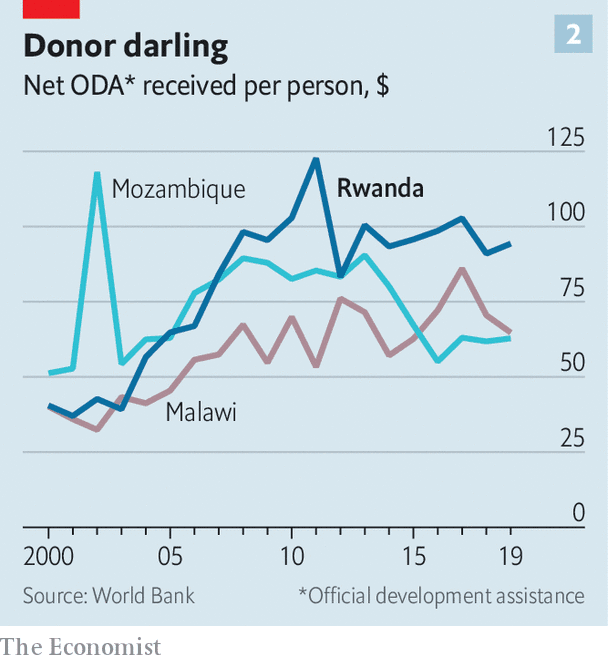 Donor darling
2
Net ODA* received per person, $
125
Mozambique
Rwanda
100
75
50
Malawi
25
0
2000 05 10 15 19
Source: World Bank
*Official development assistance
The Economist